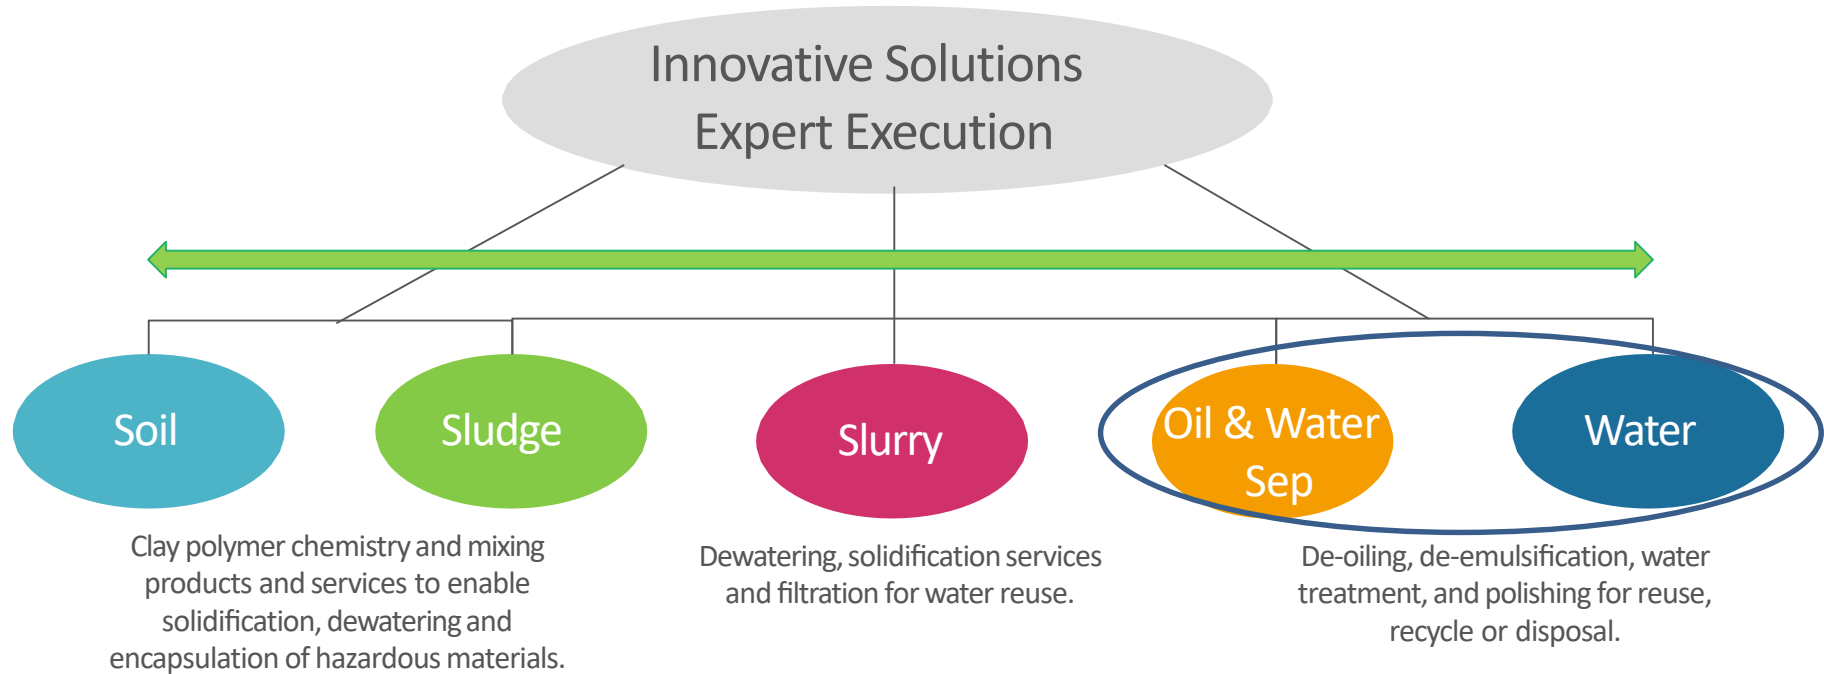 Innovative Solutions
Expert Execution
Soil
Sludge
Slurry
Oil & Water
Sep
Water
Clay polymer chemistry and mixing
products and services to enable
solidification, dewatering and
encapsulation of hazardous materials.
Dewatering, solidification services
and filtration for water reuse.
De-oiling, de-emulsification, water
treatment, and polishing for reuse,
recycle or disposal.